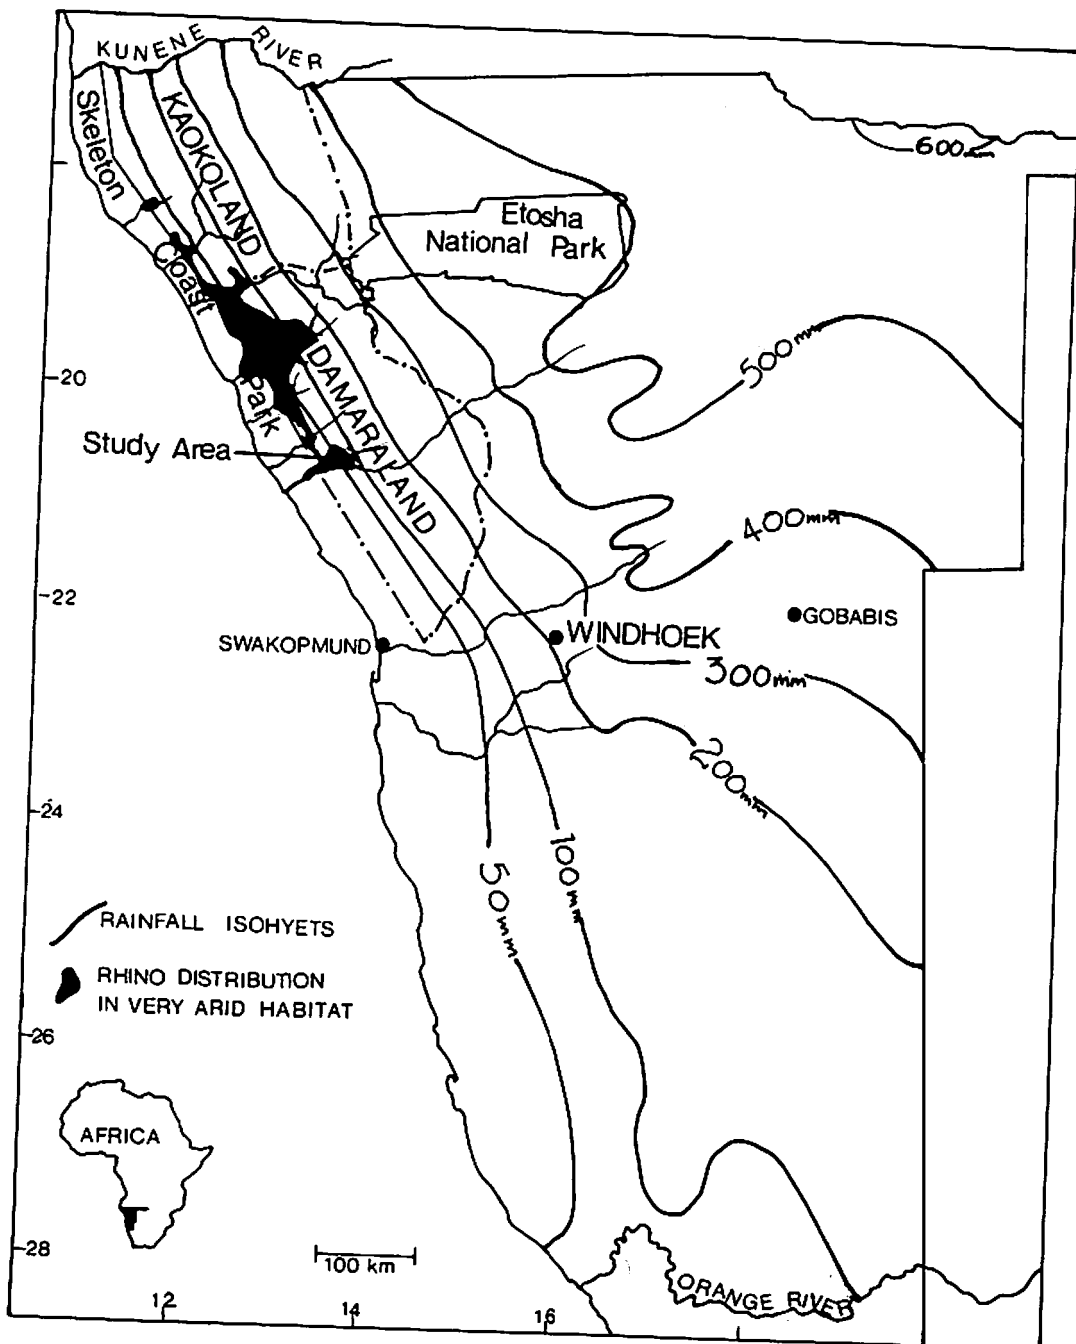 KUNENE RIVER
Skeleton Coast Park
KAOKOLAND
600mm
Etosha
National Park
500mm
20
DAMARALAND
Study Area
400mm
22
GOBABIS
SWAKOPMUND
WINDHOEK
300mm
200mm
24
50mm
100mm
RAINFALL ISOHYETS
RHINO DISTRIBUTION
IN VERY ARID HABITAT
26
AFRICA
28
100 km
ORANGE RIVER
12
14
16